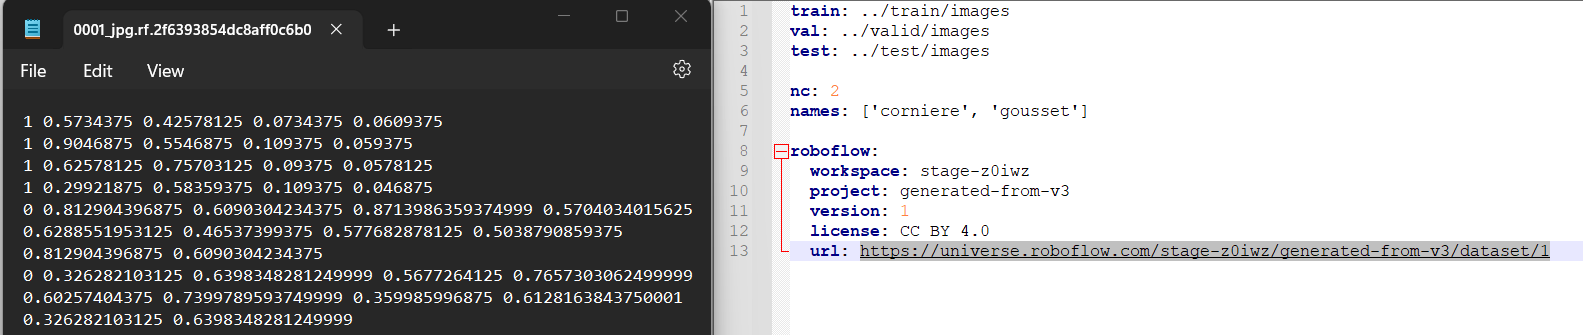 0001_jpg.rf.2f6393854dc8aff0c6b0
File Edit View
1 0.5734375 0.42578125 0.0734375 0.0609375
1 0.9046875 0.5546875 0.109375 0.059375
1 0.62578125 0.75703125 0.09375 0.0578125
1 0.29921875 0.58359375 0.109375 0.046875
0 0.812904396875 0.6090304234375 0.8713986359374999 0.5704034015625
0.6288551953125 0.46537399375 0.577682878125 0.5038790859375
0.812904396875 0.6090304234375
0 0.326282103125 0.6398348281249999 0.5677264125 0.7657303062499999
0.60257404375 0.7399789593749999 0.359985996875 0.6128163843750001
0.326282103125 0.6398348281249999
1 train: ../train/images
2 val: ../valid/images
3 test: ../test/images
4
5 nc: 2
6 names: ['corniere', 'gousset']
7
8 roboflow:
9 workspace: stage-z0iwz
10 project: generated-from-v3
11 version: 1
12 license: CC BY 4.0
13 url: https://universe.roboflow.com/stage-z0iwz/generated-from-v3/dataset/1